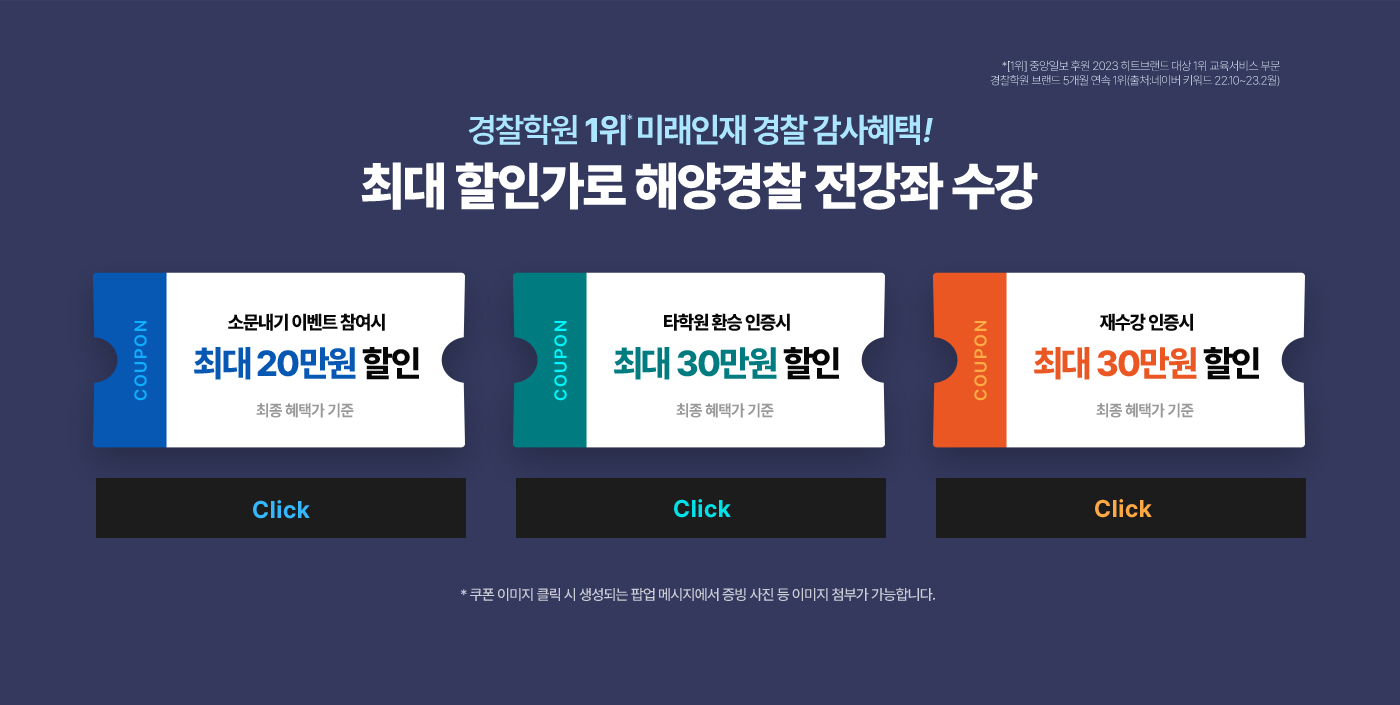 *[1위] 중앙일보 후원 2023 히트브랜드 대상 1위 교육서비스 부문
경찰학원 브랜드 5개월 연속 1위(출처:네이버 키워드 22.10~23.2월)
경찰학원 1위* 미래인재 경찰 감사혜택!
최대 할인가로 해양경찰 전강좌 수강
COUPON
소문내기 이벤트 참여시
최대 20만원 할인
최종 혜택가 기준
Click
COUPON
타학원 환승 인증시
최대 30만원 할인
최종 혜택가 기준
Click
COUPON
재수강 인증시
최대 30만원 할인
최종 혜택가 기준
Click
* 쿠폰 이미지 클릭 시 생성되는 팝업 메시지에서 증빙 사진 등 이미지 첨부가 가능합니다.